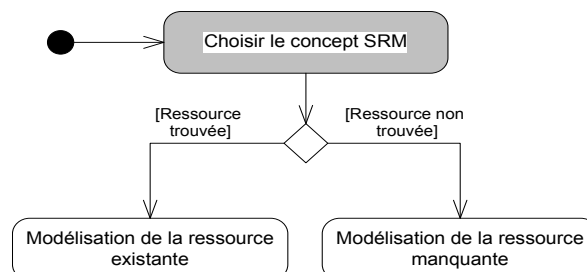 Choisir le concept SRM
[Ressource
trouvée]
[Ressource non
trouvée]
Modélisation de la ressource
existante
Modélisation de la ressource
manquante